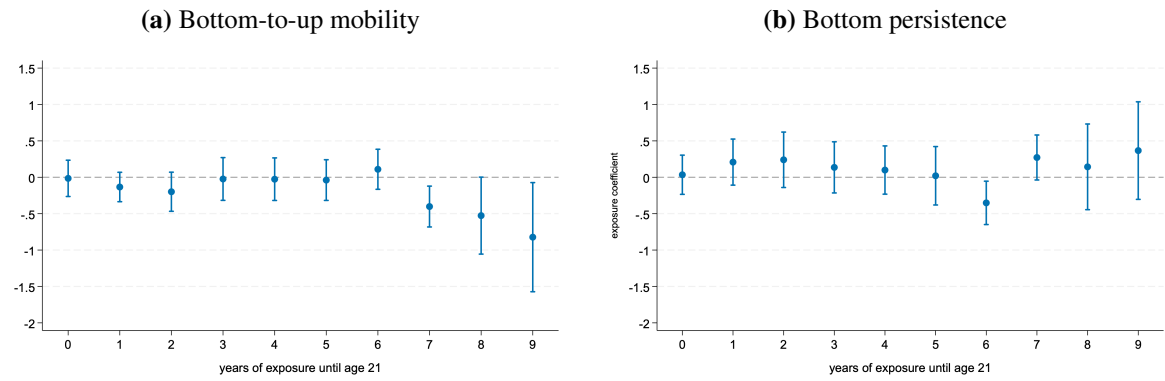 (a) Bottom-to-up mobility
1.5
1
.5
0
-.5
-1
-1.5
-2
0 1 2 3 4 5 6 7 8 9
years of exposure until age 21
(b) Bottom persistence
exposure coefficient
1.5
1
.5
0
-.5
-1
-1.5
-2
0 1 2 3 4 5 6 7 8 9
years of exposure until age 21